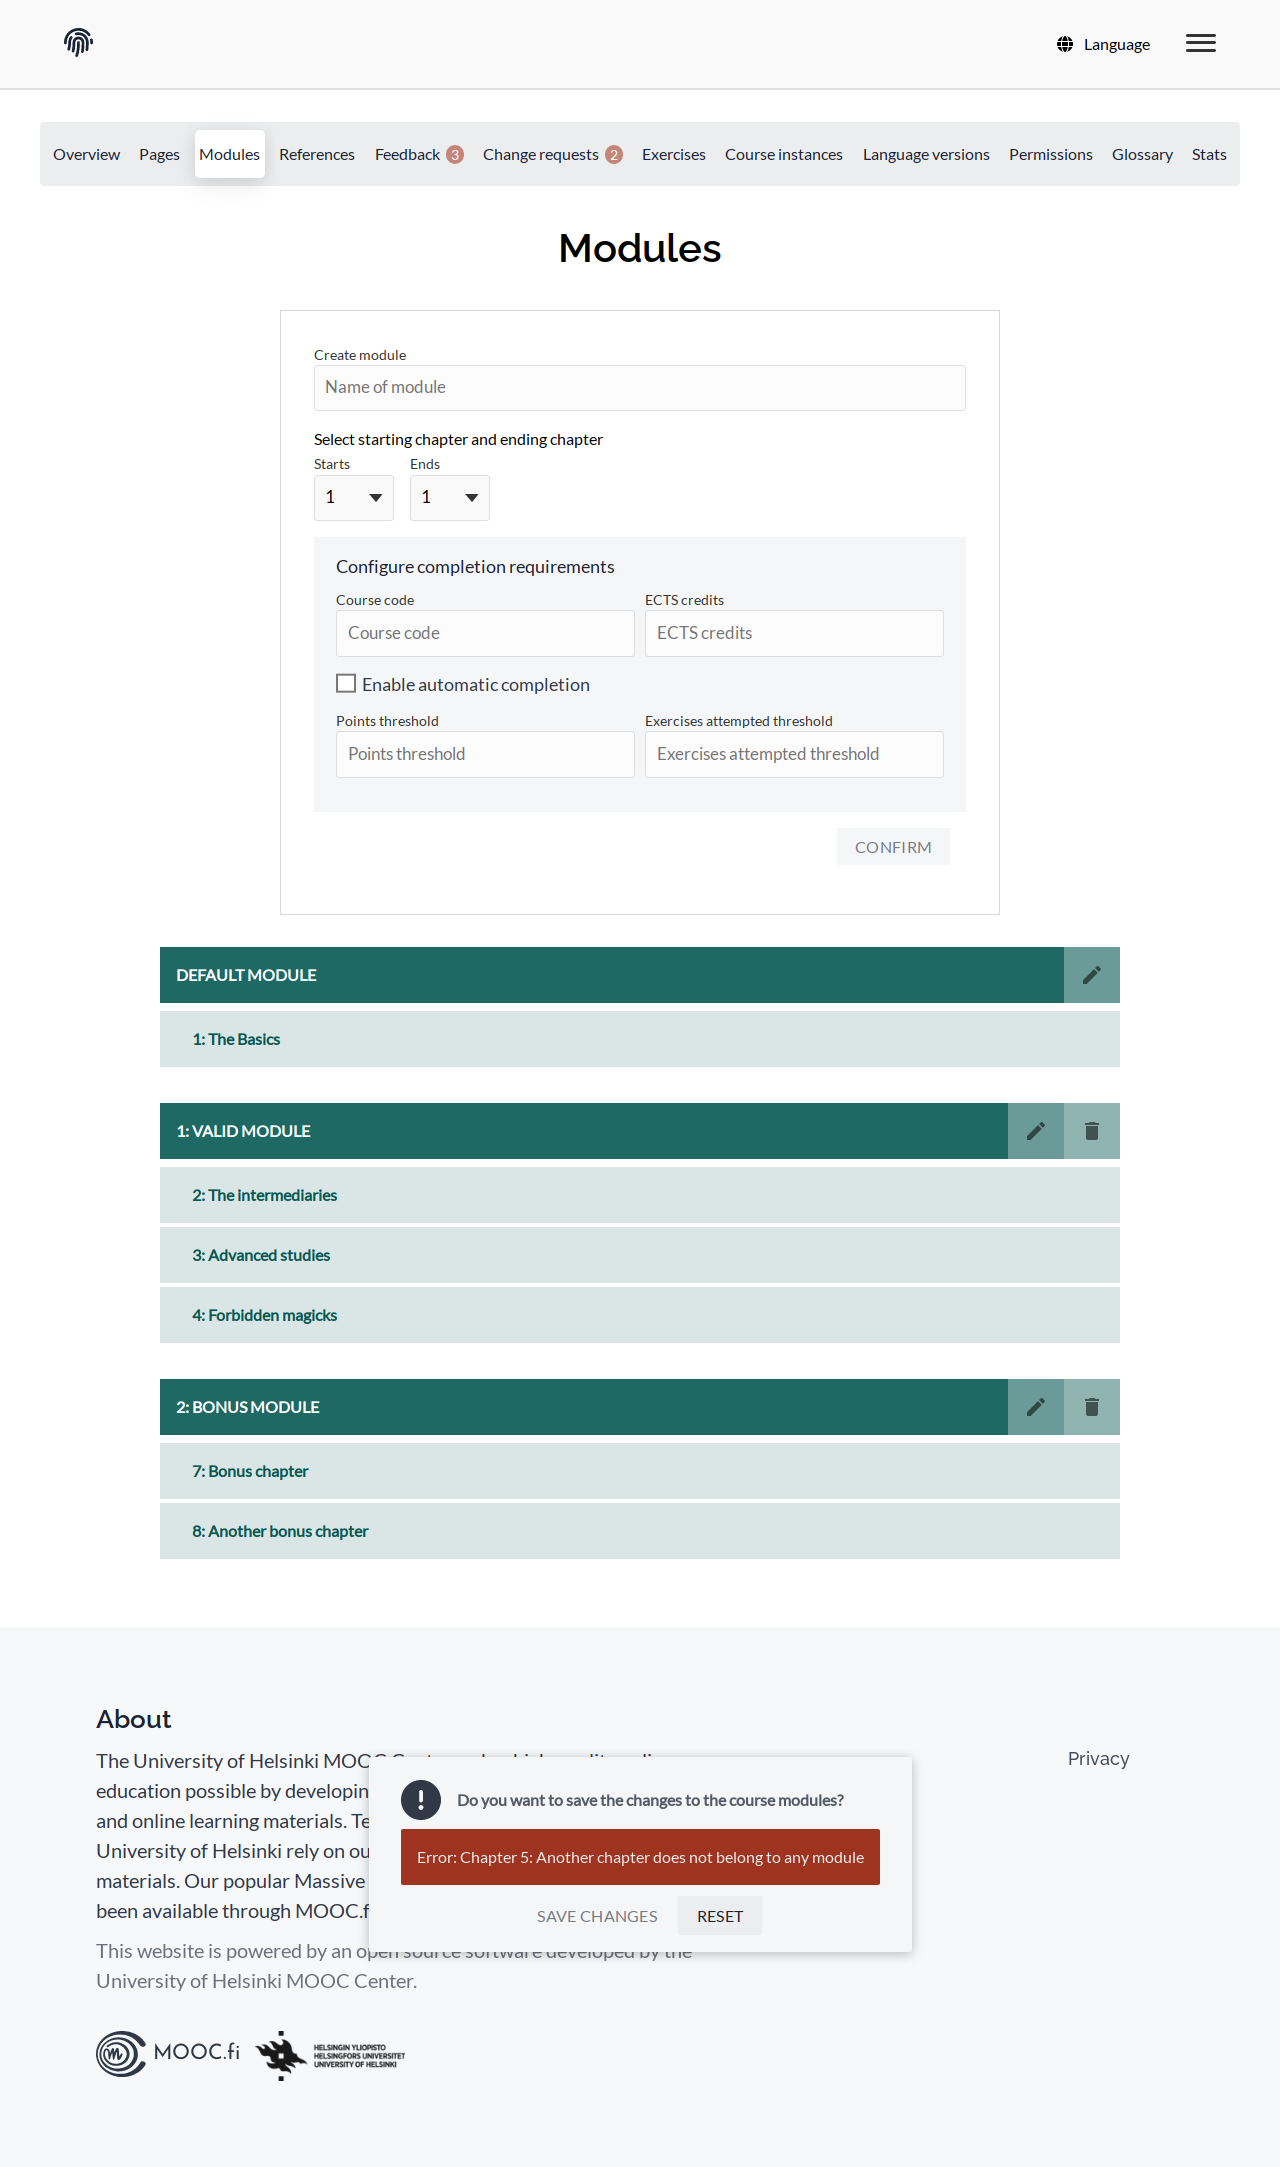 Language
Overview Pages Modules References Feedback 3 Change requests 2 Exercises Course instances Language versions Permissions Glossary Stats
Modules
Create module
Name of module
Select starting chapter and ending chapter
Starts Ends
1 1
Configure completion requirements
Course code ECTS credits
Course code ECTS credits
Enable automatic completion
Points threshold Exercises attempted threshold
Points threshold Exercises attempted threshold
CONFIRM
DEFAULT MODULE
1: The Basics
1: VALID MODULE
2: The intermediaries
3: Advanced studies
4: Forbidden magicks
2: BONUS MODULE
7: Bonus chapter
8: Another bonus chapter
About
The University of Helsinki MOOC
education possible by developin
and online learning materials. Te
University of Helsinki rely on ou
materials. Our popular Massive
been available through MOOC.f
This website is powered by an open source software developed by the
University of Helsinki MOOC Center.
Privacy
Do you want to save the changes to the course modules?
Error: Chapter 5: Another chapter does not belong to any module
SAVE CHANGES RESET
MOOC.fi
HELSINGIN YLIOPISTO
HELSINGFORS UNIVERSITET
UNIVERSITY OF HELSINKI